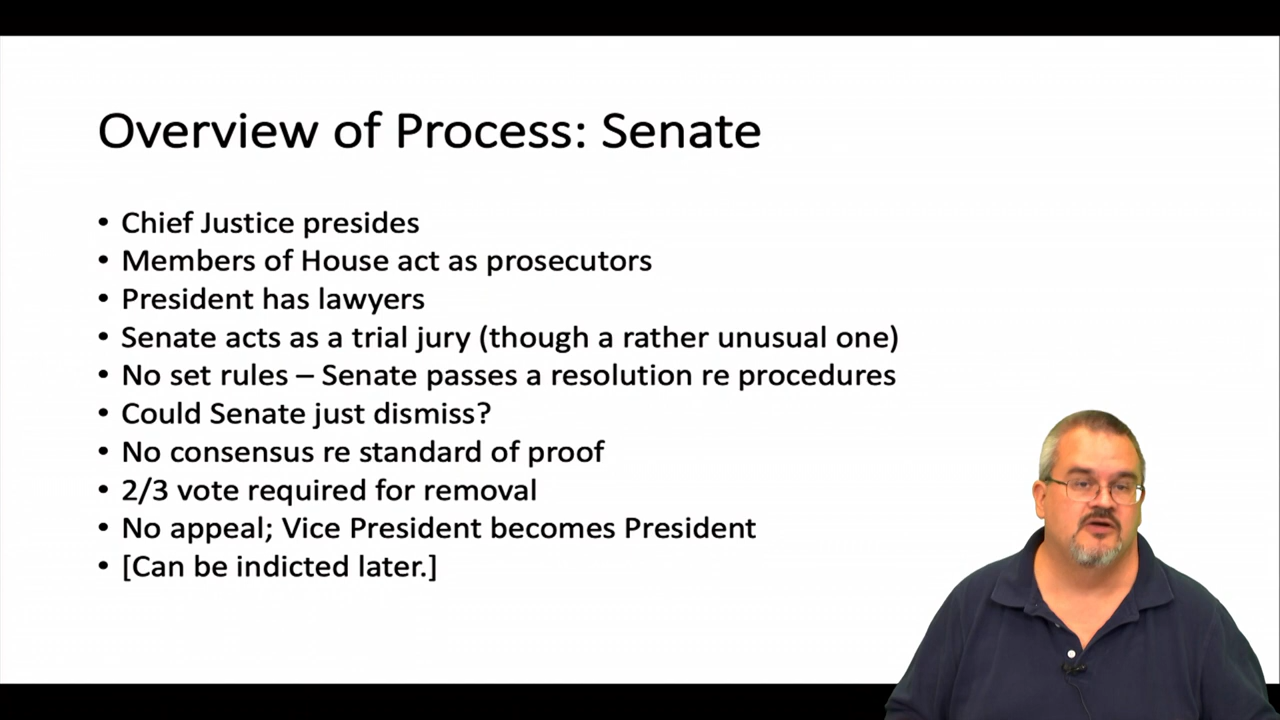 Overview of Process: Senate
• Chief Justice presides
• Members of House act as prosecutors
• President has lawyers
• Senate acts as a trial jury (though a rather unusual one)
• No set rules – Senate passes a resolution re procedures
• Could Senate just dismiss?
• No consensus re standard of proof
• 2/3 vote required for removal
• No appeal; Vice President becomes President
• [Can be indicted later.]